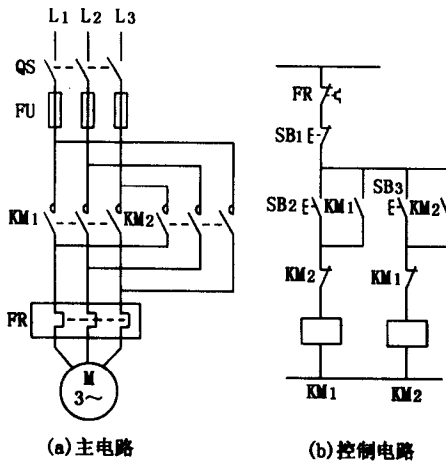 L1 L2 L3
QS
FU
KM1 KM2
FR
M
3~
(a)主电路
FR
SB1
SB2 KM1 SB3 KM2
KM2 KM1
KM1 KM2
(b)控制电路